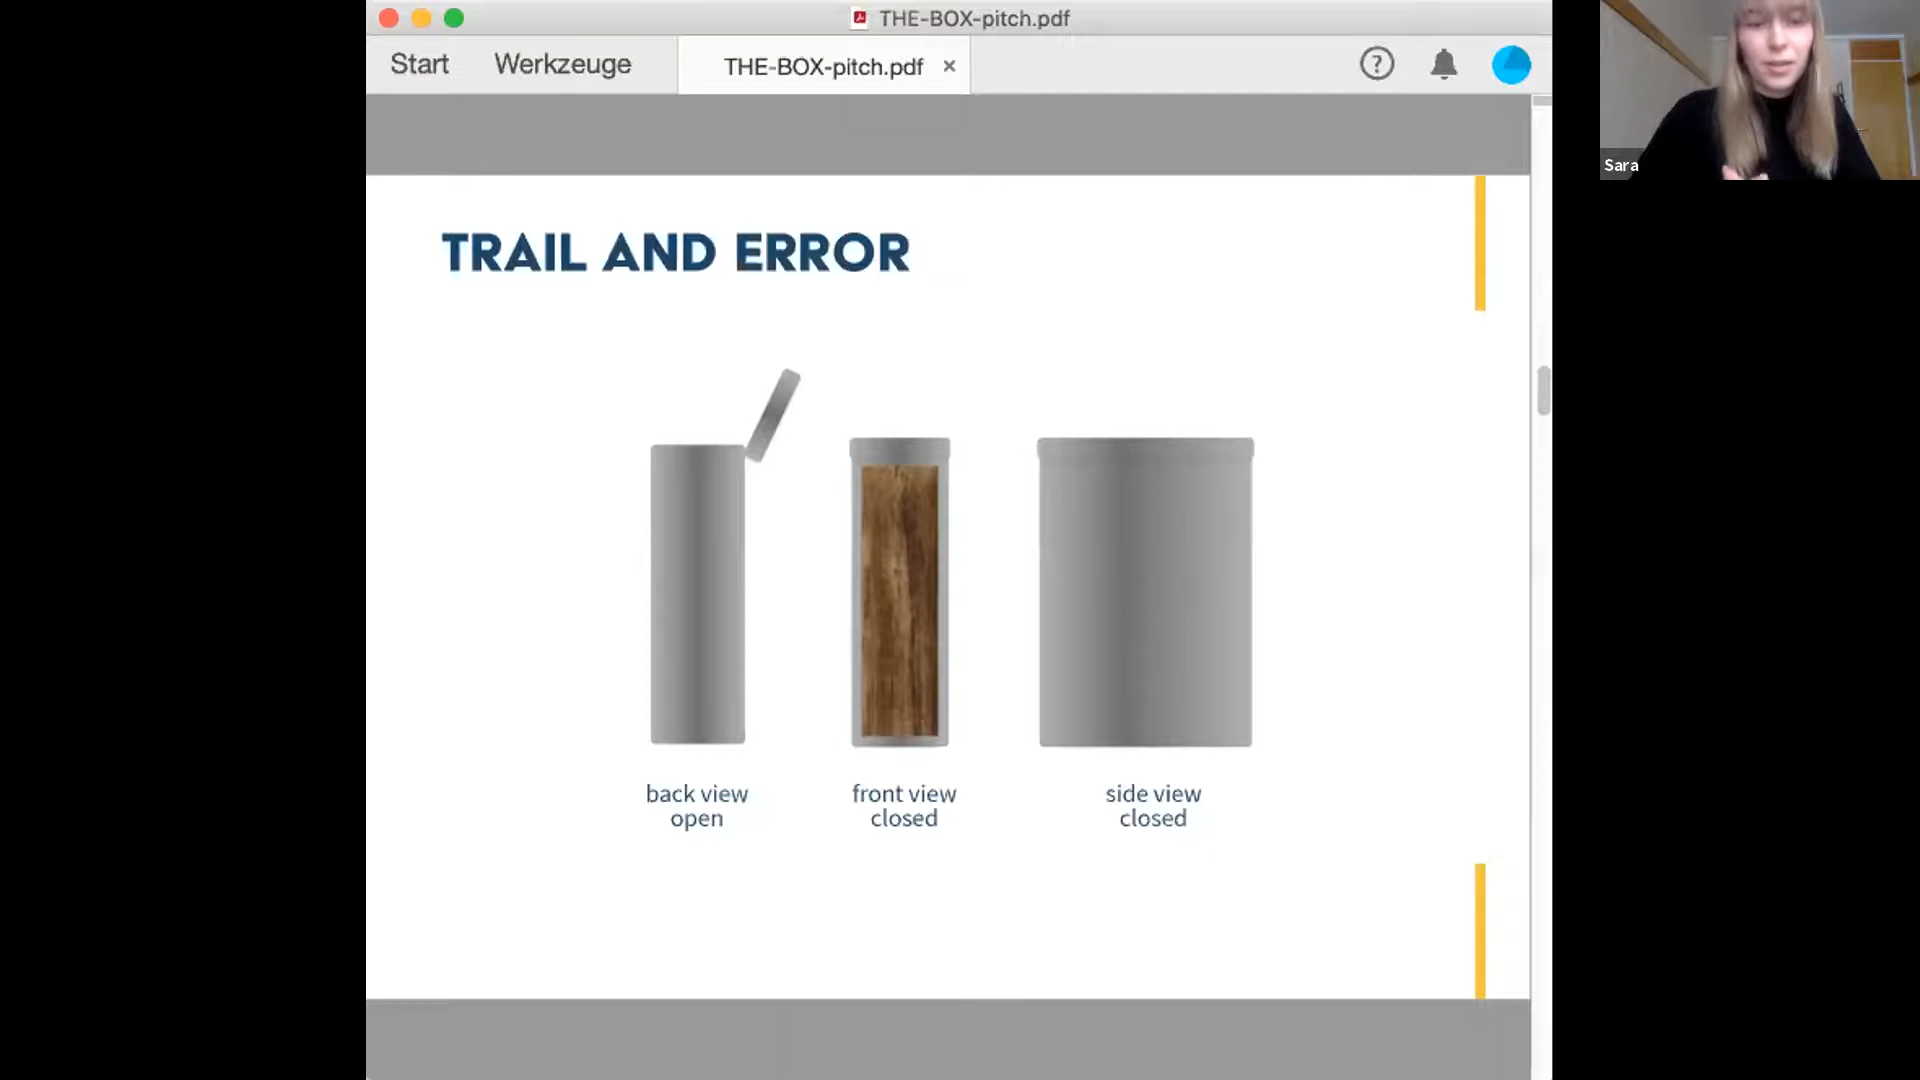 THE-BOX-pitch.pdf
Start
Werkzeuge
THE-BOX-pitch.pdf ×
?
Sara
TRAIL AND ERROR
back view
open
front view
closed
side view
closed